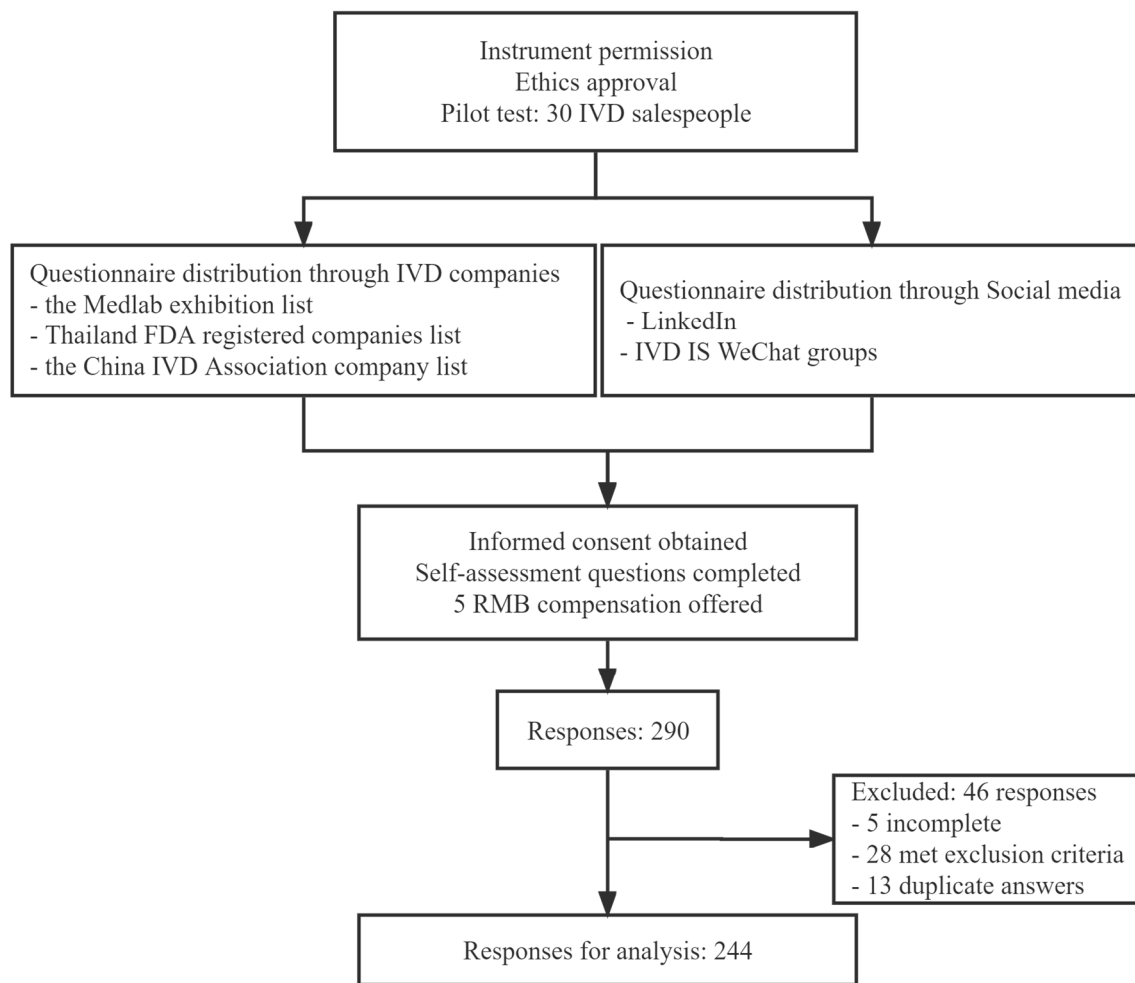 Instrument permission
Ethics approval
Pilot test: 30 IVD salespeople
Questionnaire distribution through IVD companies
- the Medlab exhibition list
- Thailand FDA registered companies list
- the China IVD Association company list
Questionnaire distribution through Social media
- LinkedIn
- IVD IS WeChat groups
Informed consent obtained
Self-assessment questions completed
5 RMB compensation offered
Responses: 290
Excluded: 46 responses
- 5 incomplete
- 28 met exclusion criteria
- 13 duplicate answers
Responses for analysis: 244